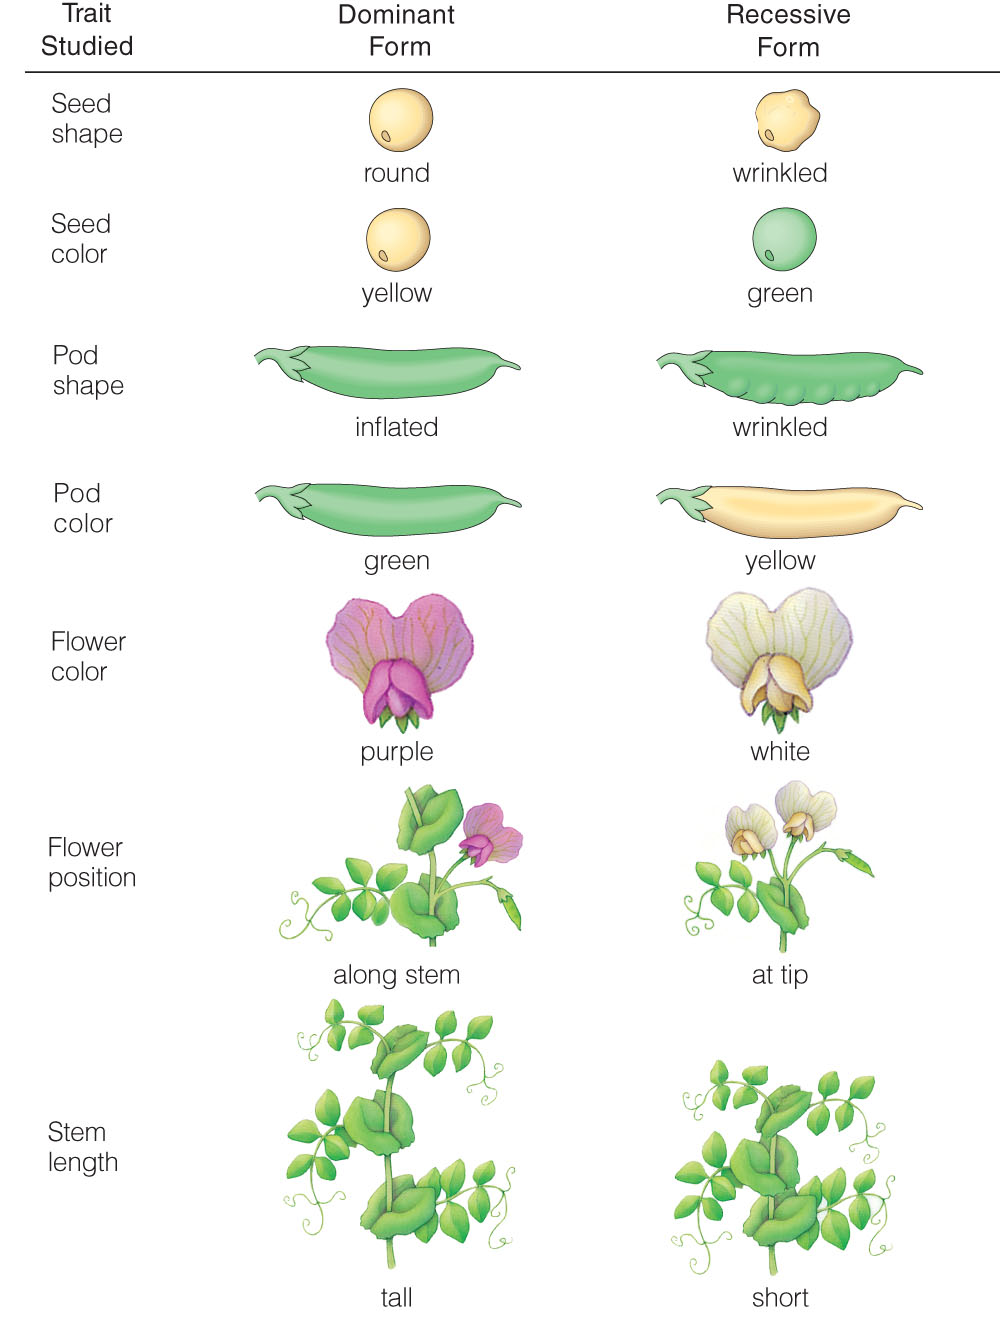 Trait Studied
Dominant Form
Recessive Form
Seed shape
round
wrinkled
Seed color
yellow
green
Pod shape
inflated
wrinkled
Pod color
green
yellow
Flower color
purple
white
Flower position
along stem
at tip
Stem length
tall
short